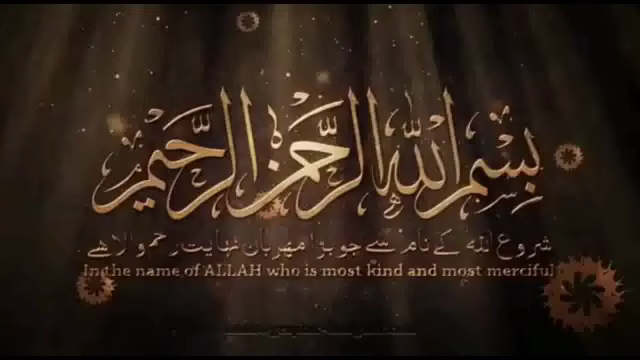 بسم الله الرحمن الرحيم
شروع اللہ کے نام سے جو بڑا مہربان نہایت رحم والا ہے
In the name of ALLAH who is most kind and most merciful